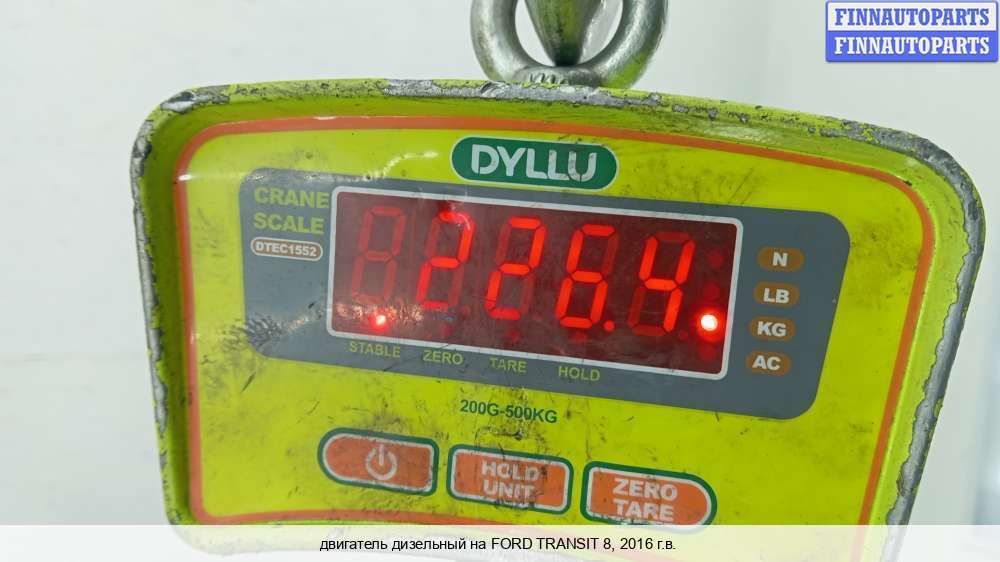 FINNAUTOPARTS
FINNAUTOPARTS
DYLLU
CRANE
SCALE
DTEC1552
226.4
N
LB
KG
AC
STABLE ZERO TARE HOLD
200G-500KG
HOLD
UNIT
ZERO
TARE
двигатель дизельный на FORD TRANSIT 8, 2016 г.в.